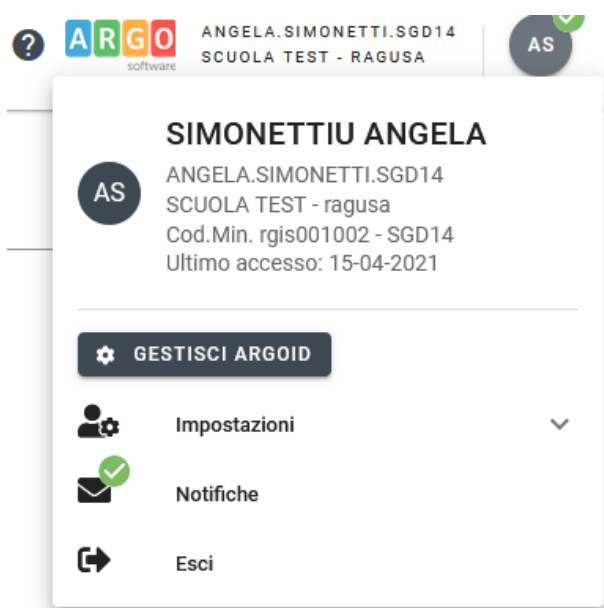 ?
ARGO
software
ANGELA.SIMONETTI.SGD14
SCUOLA TEST - RAGUSA
AS
SIMONETTIU ANGELA
AS
ANGELA.SIMONETTI.SGD14
SCUOLA TEST - ragusa
Cod.Min. rgis001002 - SGD14
Ultimo accesso: 15-04-2021
GESTISCI ARGOID
Impostazioni
Notifiche
Esci